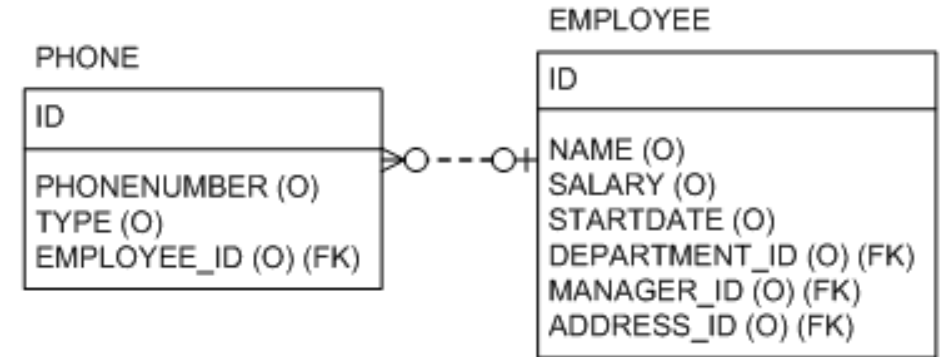 PHONE
ID
PHONENUMBER (O)
TYPE (O)
EMPLOYEE_ID (O) (FK)
EMPLOYEE
ID
NAME (O)
SALARY (O)
STARTDATE (O)
DEPARTMENT_ID (O) (FK)
MANAGER_ID (O) (FK)
ADDRESS_ID (O) (FK)